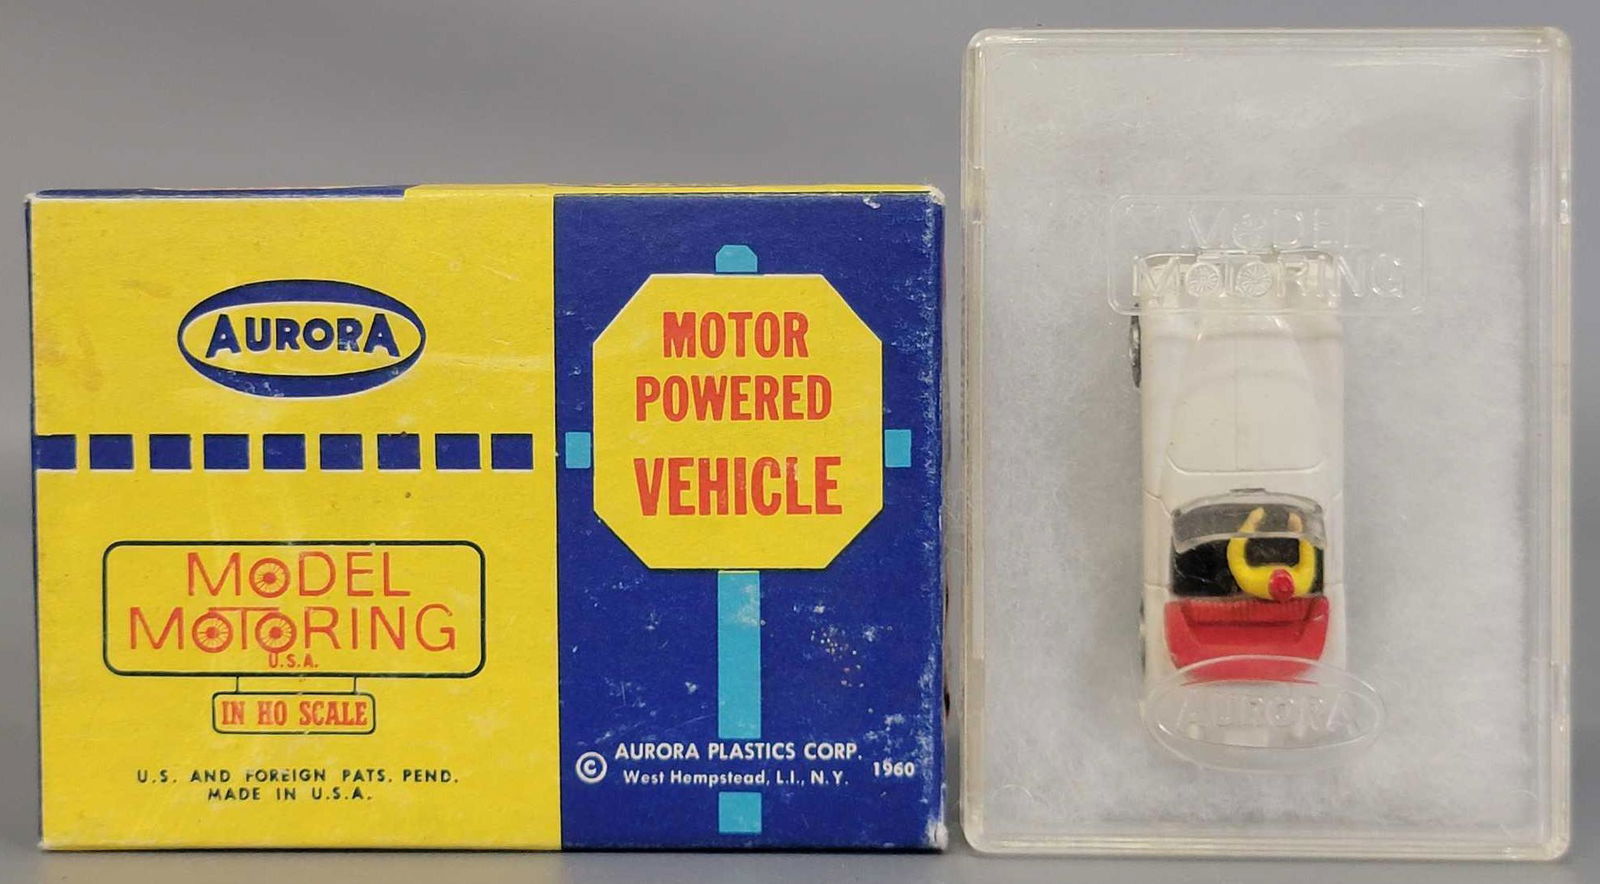 AURORA
MODEL
MOTORING
U.S.A.
IN HO SCALE
U.S. AND FOREIGN PATS. PEND.
MADE IN U.S.A.
MOTOR
POWERED
VEHICLE
© AURORA PLASTICS CORP.
West Hempstead, L.I., N.Y. 1960
MODEL
MOTORING
AURORA